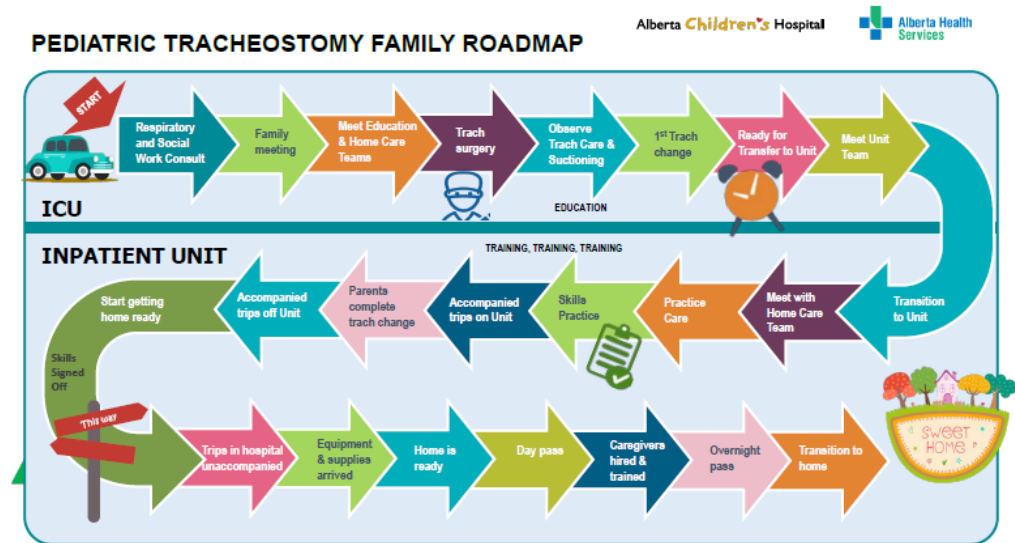 Alberta Children's Hospital
Alberta Health
Services
PEDIATRIC TRACHEOSTOMY FAMILY ROADMAP
START
Respiratory
and Social
Work Consult
Family
meeting
Meet Education
& Home Care
Teams
Trach
surgery
Observe
Trach Care &
Suctioning
1st Trach
change
Ready for
Transfer to Unit
Meet Unit
Team
ICU
EDUCATION
INPATIENT UNIT
TRAINING, TRAINING, TRAINING
Transition
to Unit
Meet with
Home Care
Team
Practice
Care
Skills
Practice
Accompanied
trips on Unit
Parents
complete
trach change
Accompanied
trips off Unit
Start getting
home ready
Skills
Signed
Off
This way
Trips in hospital
unaccompanied
Equipment
& supplies
arrived
Home is
ready
Day pass
Caregivers
hired &
trained
Overnight
pass
Transition to
home
SWEET
HOME